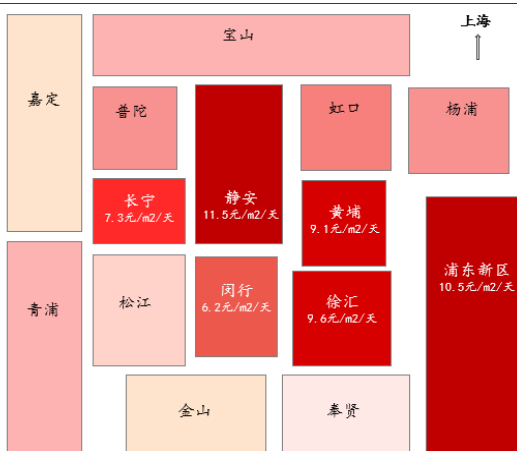 上海
宝山
嘉定
普陀
虹口
杨浦
长宁
7.3元/m2/天
静安
11.5元/m2/天
黄埔
9.1元/m2/天
浦东新区
10.5元/m2/天
青浦
松江
闵行
6.2元/m2/天
徐汇
9.6元/m2/天
金山
奉贤